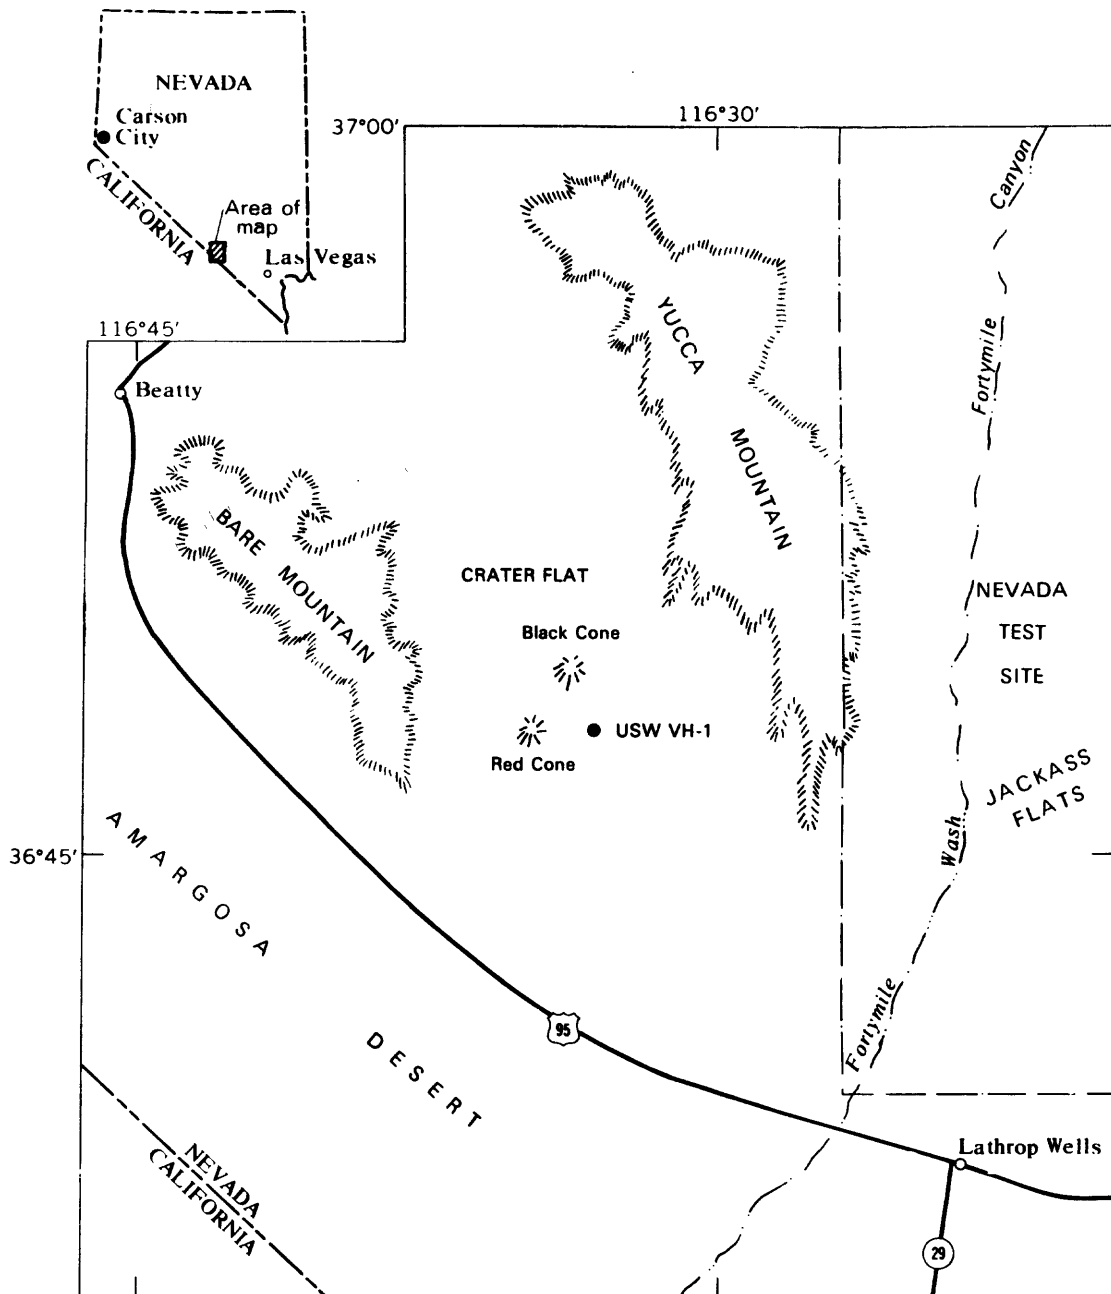 NEVADA
Carson
City
CALIFORNIA
Area of
map
Las Vegas
37°00'
116°30'
116°45'
Beatty
YUCCA
MOUNTAIN
Canyon
Fortymile
BARE
MOUNTAIN
CRATER FLAT
Black Cone
Red Cone
USW VH-1
NEVADA
TEST
SITE
JACKASS
FLATS
36°45'
AMARGOSA
DESERT
Wash
Fortymile
95
NEVADA
CALIFORNIA
Lathrop Wells
29